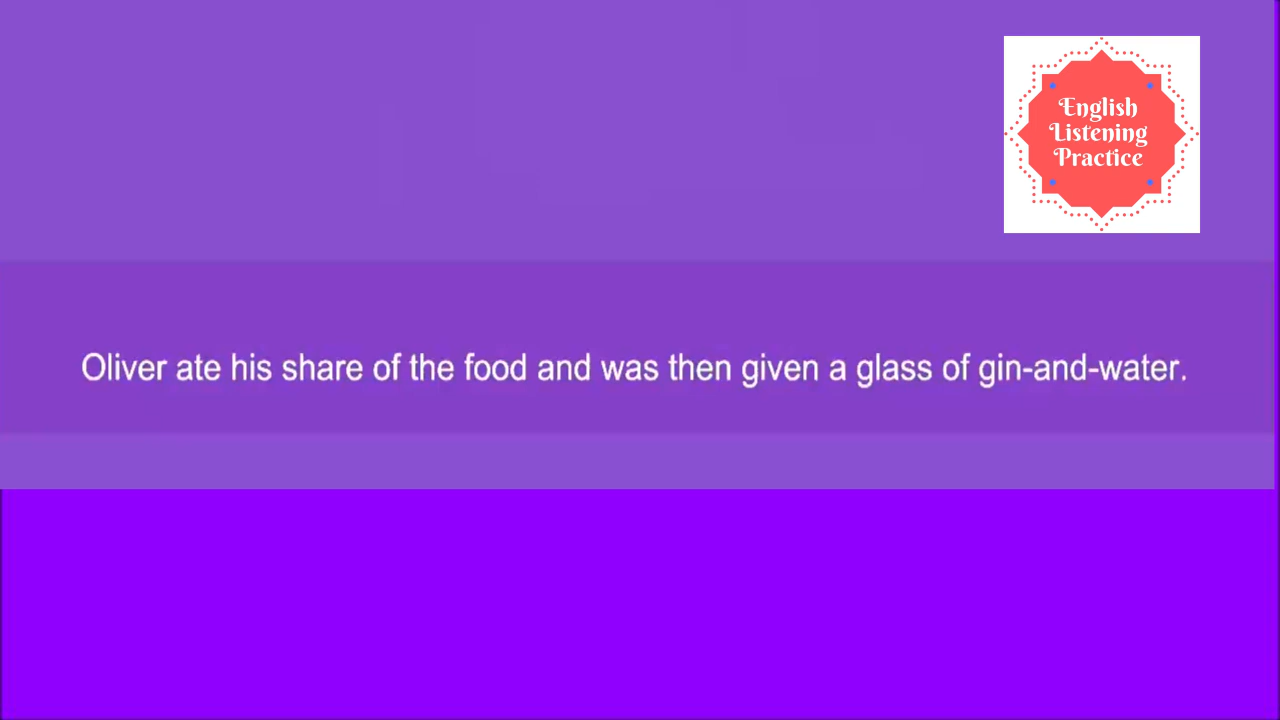 English
Listening
Practice
Oliver ate his share of the food and was then given a glass of gin-and-water.